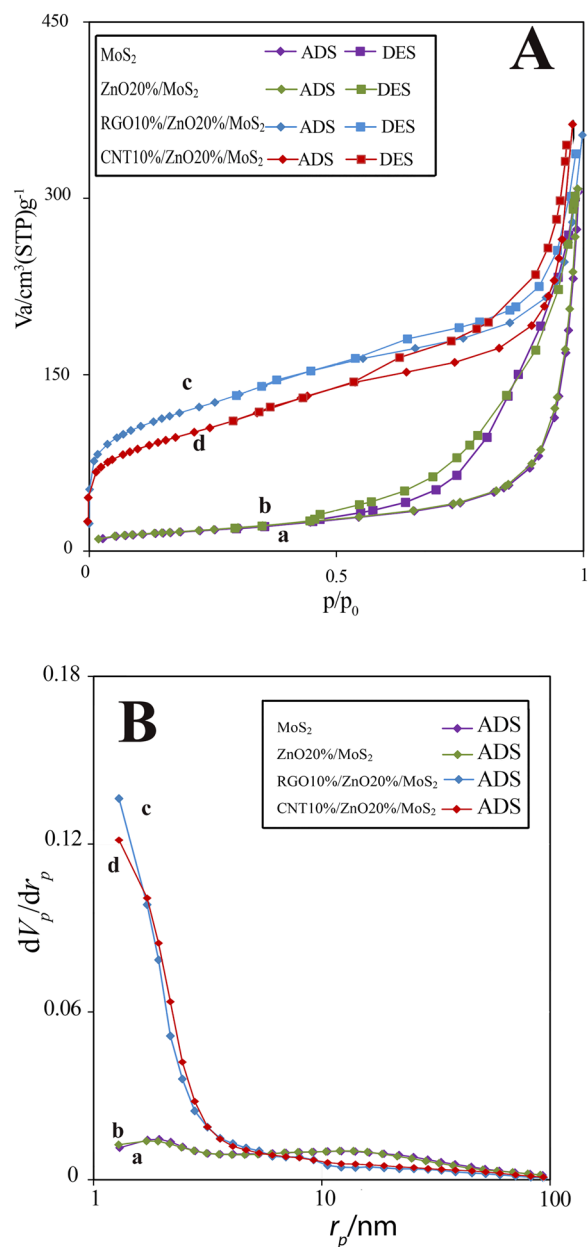 450
A
MoS2 ADS DES
ZnO20%/MoS2 ADS DES
RGO10%/ZnO20%/MoS2 ADS DES
CNT10%/ZnO20%/MoS2 ADS DES
300
Va/cm³(STP)g⁻¹
150
c
d
b
a
0
0 0.5 1
p/p₀
0.18
B
MoS₂ ADS
ZnO20%/MoS₂ ADS
RGO10%/ZnO20%/MoS₂ ADS
CNT10%/ZnO20%/MoS₂ ADS
c
0.12
d
dVp/drp
0.06
b
a
0
1 10 100
rp/nm